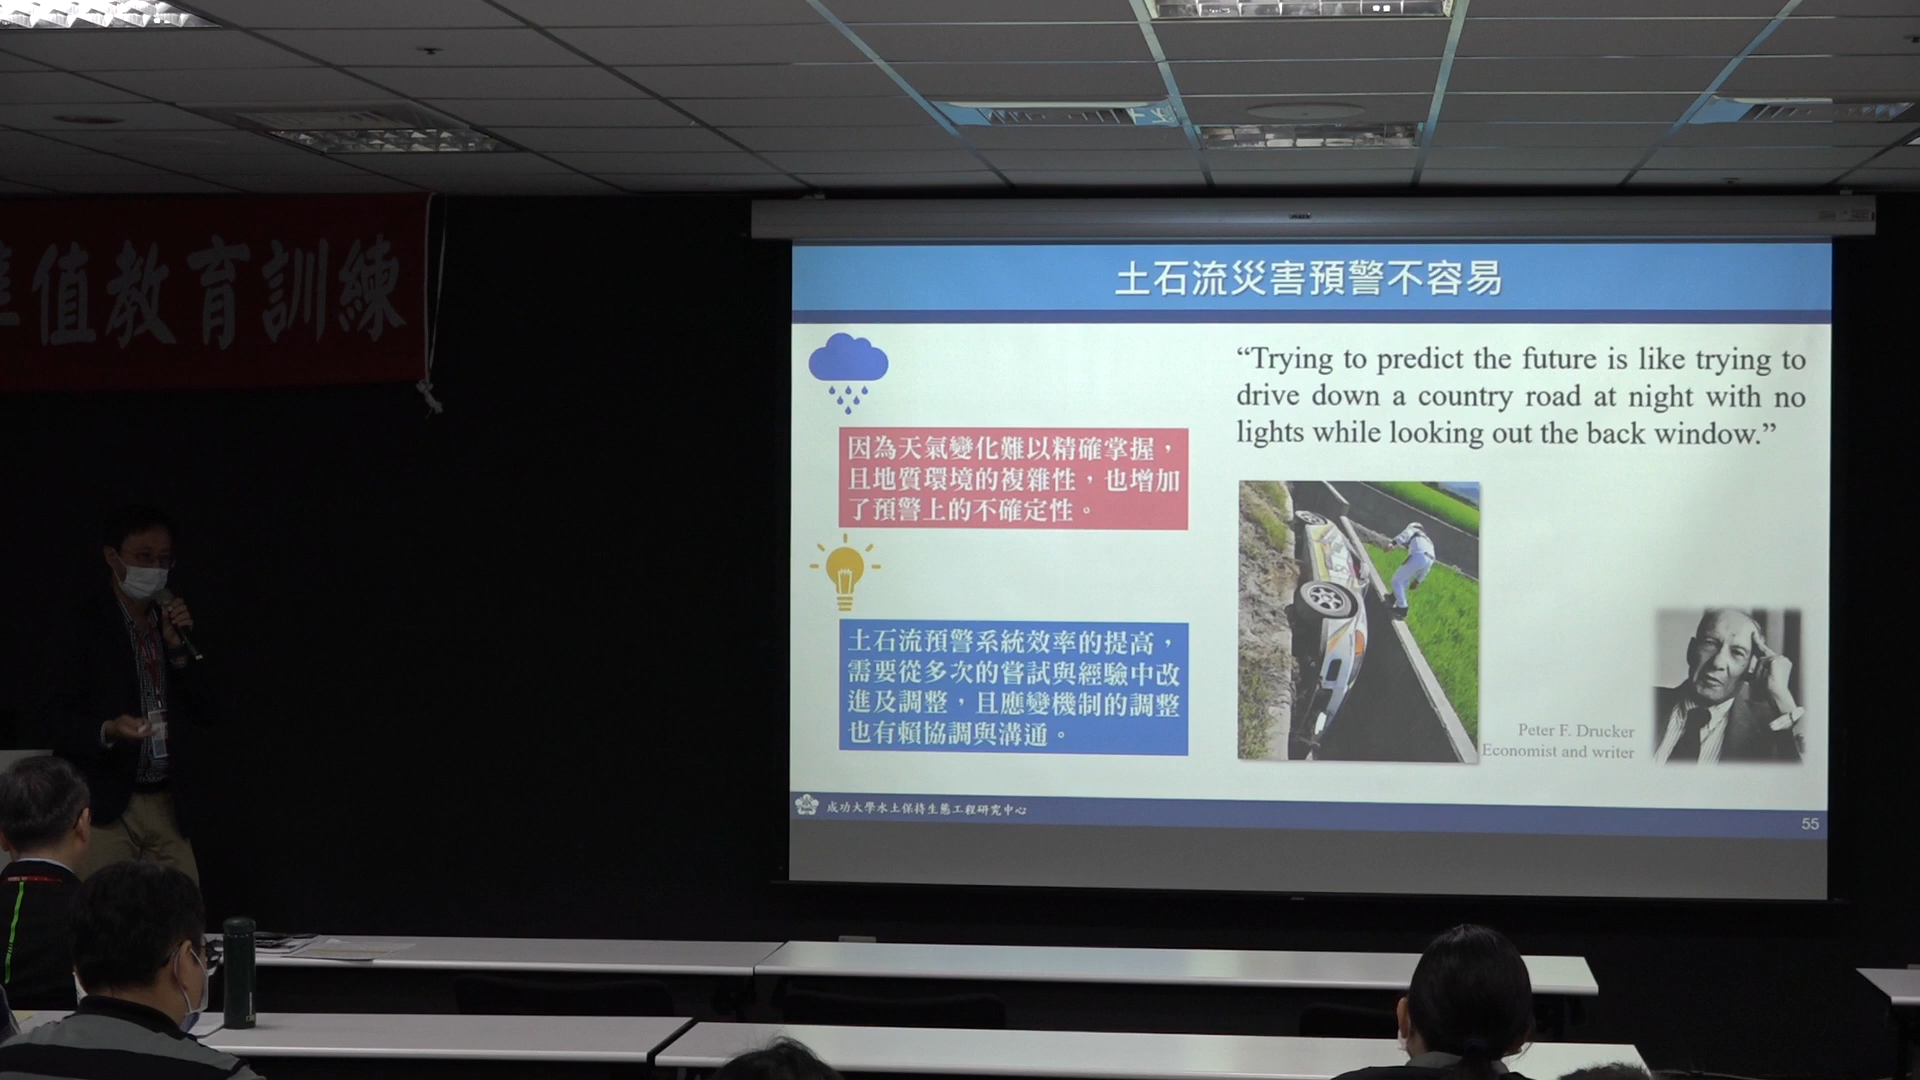 值教育訓練
土石流災害預警不容易
因為天氣變化難以精確掌握，
且地質環境的複雜性，也增加
了預警上的不確定性。
土石流預警系統效率的提高，
需要從多次的嘗試與經驗中改
進及調整，且應變機制的調整
也有賴協調與溝通。
“Trying to predict the future is like trying to
drive down a country road at night with no
lights while looking out the back window.”
Peter F. Drucker
Economist and writer
成功大學水土保持生態工程研究中心
55